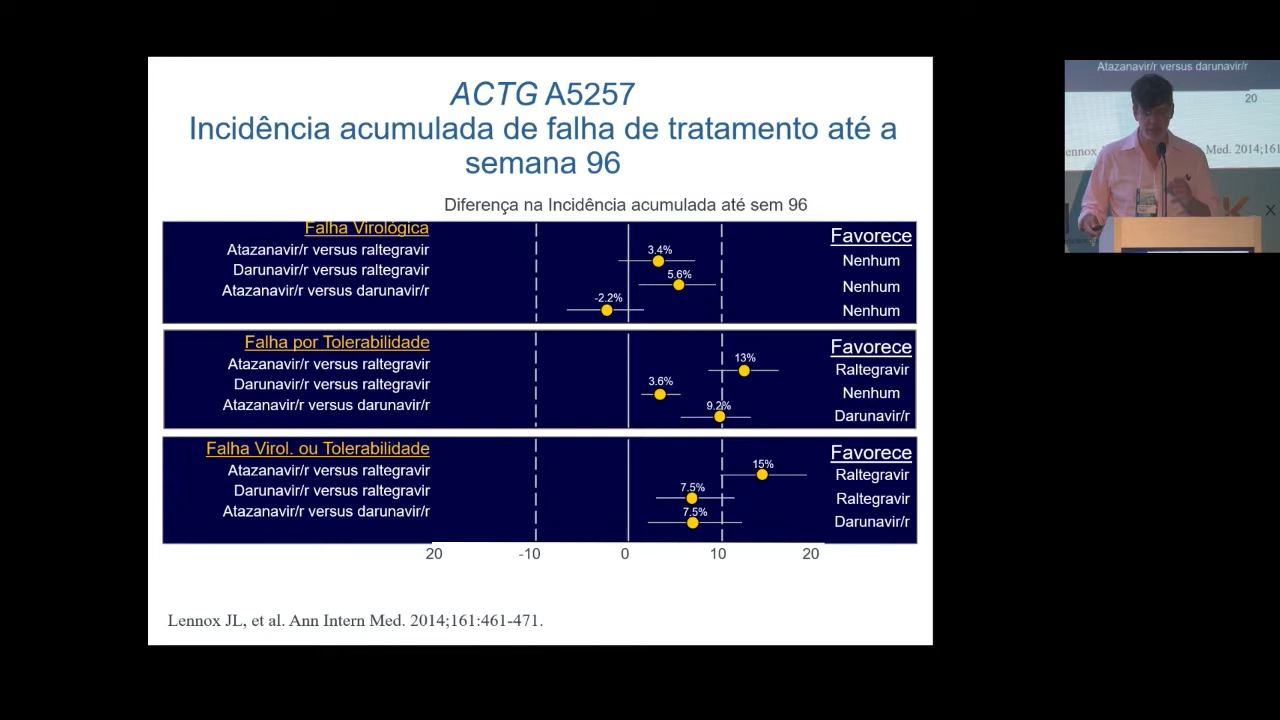 ACTG A5257
Incidência acumulada de falha de tratamento até a
semana 96
Diferença na Incidência acumulada até sem 96
Falha Virológica
Atazanavir/r versus raltegravir
Darunavir/r versus raltegravir
Atazanavir/r versus darunavir/r
3.4%
5.6%
-2.2%
Favorece
Nenhum
Nenhum
Nenhum
Falha por Tolerabilidade
Atazanavir/r versus raltegravir
Darunavir/r versus raltegravir
Atazanavir/r versus darunavir/r
13%
3.6%
9.2%
Favorece
Raltegravir
Nenhum
Darunavir/r
Falha Virol. ou Tolerabilidade
Atazanavir/r versus raltegravir
Darunavir/r versus raltegravir
Atazanavir/r versus darunavir/r
15%
7.5%
7.5%
Favorece
Raltegravir
Raltegravir
Darunavir/r
20 -10 0 10 20
Lennox JL, et al. Ann Intern Med. 2014;161:461-471.
Atazanavir/r versus darunavir/r
20
ennox
Med. 2014;161
K X